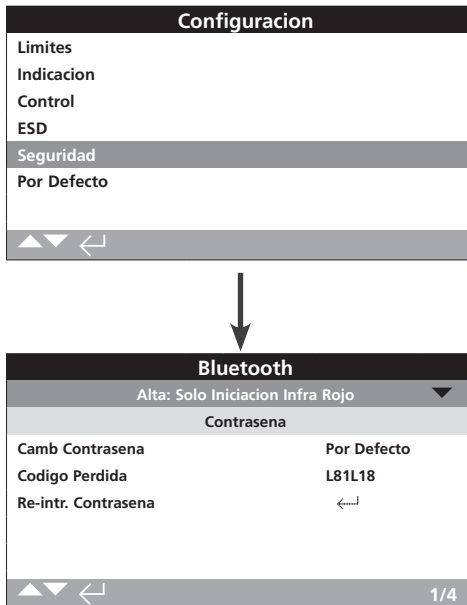 Configuracion
Limites
Indicacion
Control
ESD
Seguridad
Por Defecto
Bluetooth
Alta: Solo Iniciacion Infra Rojo
Contrasena
Camb Contrasena Por Defecto
Codigo Perdida L81L18
Re-intr. Contrasena
1/4